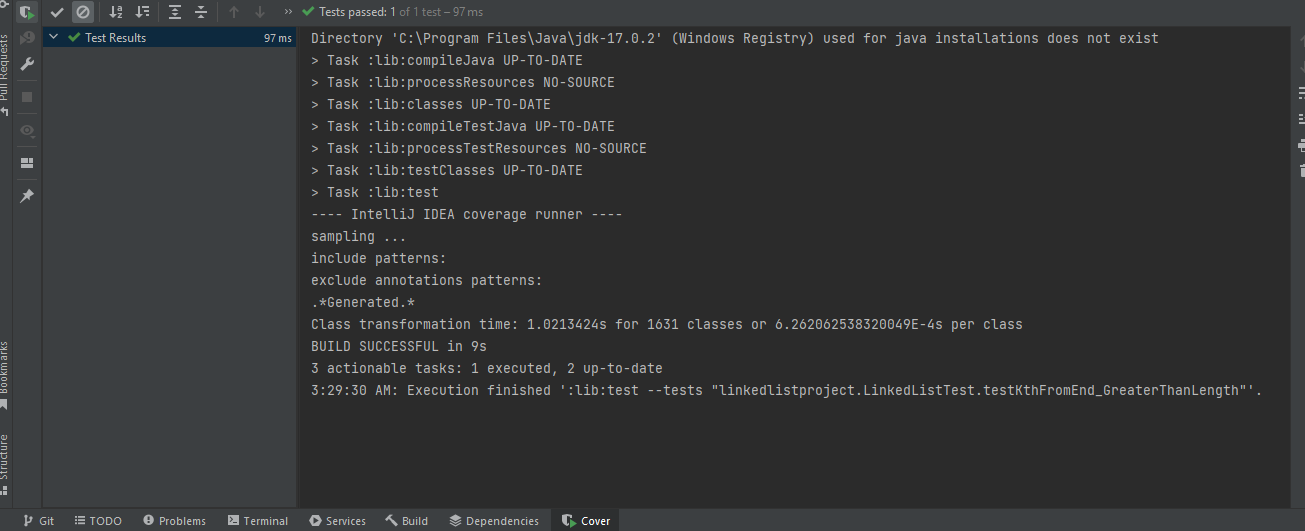 Tests passed: 1 of 1 test – 97 ms
Test Results 97 ms
Directory 'C:\Program Files\Java\jdk-17.0.2' (Windows Registry) used for java installations does not exist
> Task :lib:compileJava UP-TO-DATE
> Task :lib:processResources NO-SOURCE
> Task :lib:classes UP-TO-DATE
> Task :lib:compileTestJava UP-TO-DATE
> Task :lib:processTestResources NO-SOURCE
> Task :lib:testClasses UP-TO-DATE
> Task :lib:test
---- IntelliJ IDEA coverage runner ----
sampling ...
include patterns:
exclude annotations patterns:
.*Generated.*
Class transformation time: 1.0213424s for 1631 classes or 6.262062538320049E-4s per class
BUILD SUCCESSFUL in 9s
3 actionable tasks: 1 executed, 2 up-to-date
3:29:30 AM: Execution finished ':lib:test --tests "linkedlistproject.LinkedListTest.testKthFromEnd_GreaterThanLength"'.
Pull Requests
Bookmarks
Structure
Git TODO Problems Terminal Services Build Dependencies Cover